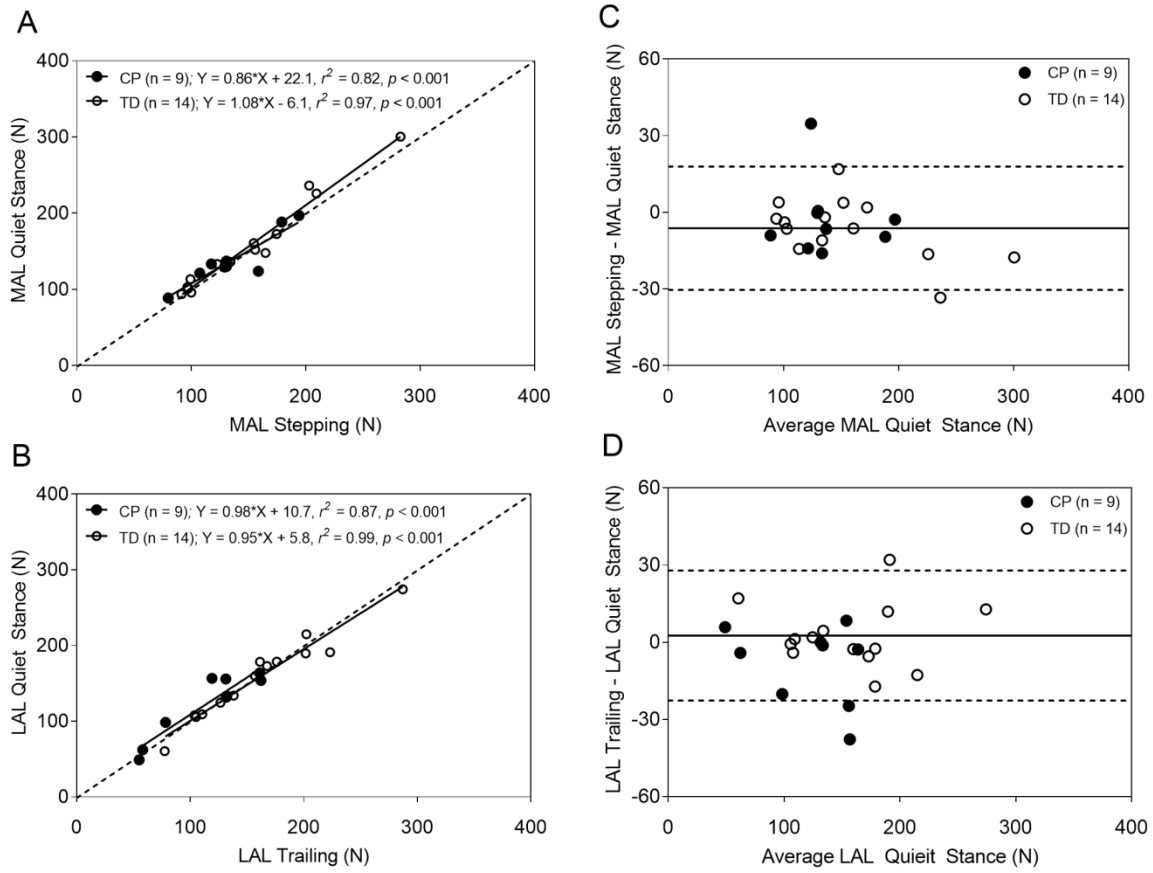 A
400
CP (n = 9); Y = 0.86*X + 22.1, r² = 0.82, p < 0.001
TD (n = 14); Y = 1.08*X - 6.1, r² = 0.97, p < 0.001
300
200
100
0
MAL Quiet Stance (N)
0 100 200 300 400
MAL Stepping (N)
B
400
CP (n = 9); Y = 0.98*X + 10.7, r² = 0.87, p < 0.001
TD (n = 14); Y = 0.95*X + 5.8, r² = 0.99, p < 0.001
300
200
100
0
LAL Quiet Stance (N)
0 100 200 300 400
LAL Trailing (N)
C
60
CP (n = 9)
TD (n = 14)
30
0
-30
-60
MAL Stepping - MAL Quiet Stance (N)
0 100 200 300 400
Average MAL Quiet Stance (N)
D
60
CP (n = 9)
TD (n = 14)
30
0
-30
-60
LAL Trailing - LAL Quiet Stance (N)
0 100 200 300 400
Average LAL Quieit Stance (N)